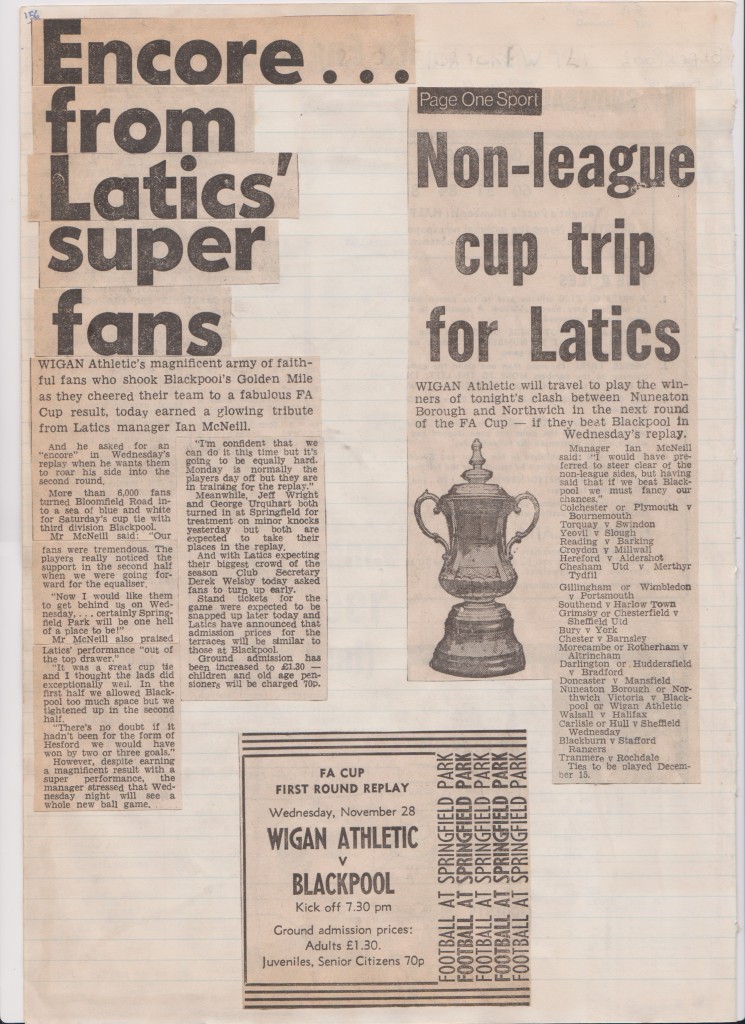 '56
Encore...
from
Latics'
super
fans
WIGAN Athletic's magnificent army of faith-
ful fans who shook Blackpool's Golden Mile
as they cheered their team to a fabulous FA
Cup result, today earned a glowing tribute
from Latics manager Ian McNeill.
And he asked for an
"encore" in Wednesday's
replay when he wants them
to roar his side into the
second round.
More than 6,000 fans
turned Bloomfield Road in-
to a sea of blue and white
for Saturday's cup tie with
third division Blackpool.
Mr McNeill said: "Our
fans were tremendous. The
players really noticed the
support in the second half
when we were going for-
ward for the equaliser.
"Now I would like them
to get behind us on Wed-
nesday, ... certainly Spring-
field Park will be one hell
of a place to be!"
Mr McNeill also praised
Latics' performance "out of
the top drawer."
"It was a great cup tie
and I thought the lads did
exceptionally well. In the
first half we allowed Black-
pool too much space but we
tightened up in the second
half.
"There's no doubt if it
hadn't been for the form of
Hesford we would have
won by two or three goals."
However, despite earning
a magnificent result with a
super performance, the
manager stressed that Wed-
nesday night will see a
whole new ball game.
"I'm confident that we
can do it this time but it's
going to be equally hard.
Monday is normally the
players day off but they are
in training for the replay."
Meanwhile, Jeff Wright
and George Urquhart both
turned in at Springfield for
treatment on minor knocks
yesterday but both are
expected to take their
places in the replay.
And with Latics expecting
their biggest crowd of the
season Club Secretary
Derek Welsby today asked
fans to turn up early.
Stand tickets for the
game were expected to be
snapped up later today and
Latics have announced that
admission prices for the
terraces will be similar to
those at Blackpool.
Ground admission has
been increased to £1.30 —
children and old age pen-
sioners will be charged 70p.
Page One Sport
Non-league
cup trip
for Latics
WIGAN Athletic will travel to play the win-
ners of tonight's clash between Nuneaton
Borough and Northwich in the next round
of the FA Cup — if they beat Blackpool in
Wednesday's replay.
Manager Ian McNeill
said: "I would have pre-
ferred to steer clear of the
non-league sides, but having
said that if we beat Black-
pool we must fancy our
chances."
Colchester or Plymouth v
Bournemouth
Torquay v Swindon
Yeovil v Slough
Reading v Barking
Croydon v Millwall
Hereford v Aldershot
Chesham Utd v Merthyr
Tydfil
Gillingham or Wimbledon
v Portsmouth
Southend v Harlow Town
Grimsby or Chesterfield v
Sheffield Utd
Bury v York
Chester v Barnsley
Morecambe or Rotherham v
Altrincham
Darlington or Huddersfield
v Bradford
Doncaster v Mansfield
Nuneaton Borough or Nor-
thwich Victoria v Black-
pool or Wigan Athletic
Walsall v Halifax
Carlisle or Hull v Sheffield
Wednesday
Blackburn v Stafford
Rangers
Tranmere v Rochdale
Ties to be played Decem-
ber 15.
FA CUP
FIRST ROUND REPLAY
Wednesday, November 28
WIGAN ATHLETIC
v
BLACKPOOL
Kick off 7.30 pm
Ground admission prices:
Adults £1.30.
Juveniles, Senior Citizens 70p
FOOTBALL AT SPRINGFIELD PARK
FOOTBALL AT SPRINGFIELD PARK
FOOTBALL AT SPRINGFIELD PARK
FOOTBALL AT SPRINGFIELD PARK
FOOTBALL AT SPRINGFIELD PARK